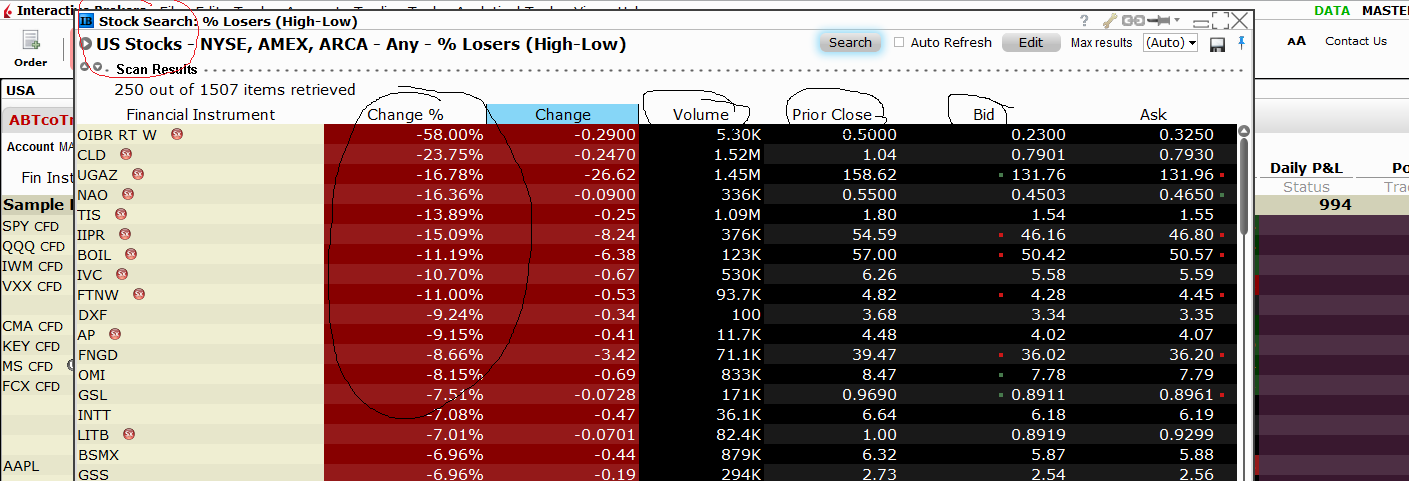 Interactive Brokers
Stock Search: % Losers (High-Low)
DATA MASTER
US Stocks - NYSE, AMEX, ARCA - Any - % Losers (High-Low) Search Auto Refresh Edit Max results (Auto)
AA Contact Us
Order
Scan Results
USA 250 out of 1507 items retrieved
Financial Instrument Change % Change Volume Prior Close Bid Ask
ABTcoTr
OIBR RT W -58.00% -0.2900 5.30K 0.5000 0.2300 0.3250
Account MA
CLD -23.75% -0.2470 1.52M 1.04 0.7901 0.7930
Daily P&L Po
Fin Inst UGAZ -16.78% -26.62 1.45M 158.62 131.76 131.96
Status Trad
NAO -16.36% -0.0900 336K 0.5500 0.4503 0.4650
Sample 994
TIS -13.89% -0.25 1.09M 1.80 1.54 1.55
SPY CFD
IIPR -15.09% -8.24 376K 54.59 46.16 46.80
QQQ CFD
BOIL -11.19% -6.38 123K 57.00 50.42 50.57
IWM CFD
IVC -10.70% -0.67 530K 6.26 5.58 5.59
VXX CFD
FTNW -11.00% -0.53 93.7K 4.82 4.28 4.45
DXF -9.24% -0.34 100 3.68 3.34 3.35
CMA CFD
AP -9.15% -0.41 11.7K 4.48 4.02 4.07
KEY CFD
FNGD -8.66% -3.42 71.1K 39.47 36.02 36.20
MS CFD
OMI -8.15% -0.69 833K 8.47 7.78 7.79
FCX CFD
GSL -7.51% -0.0728 171K 0.9690 0.8911 0.8961
INTT -7.08% -0.47 36.1K 6.64 6.18 6.19
LITB -7.01% -0.0701 82.4K 1.00 0.8919 0.9299
BSMX -6.96% -0.44 879K 6.32 5.87 5.88
AAPL
GSS -6.96% -0.19 294K 2.73 2.54 2.56